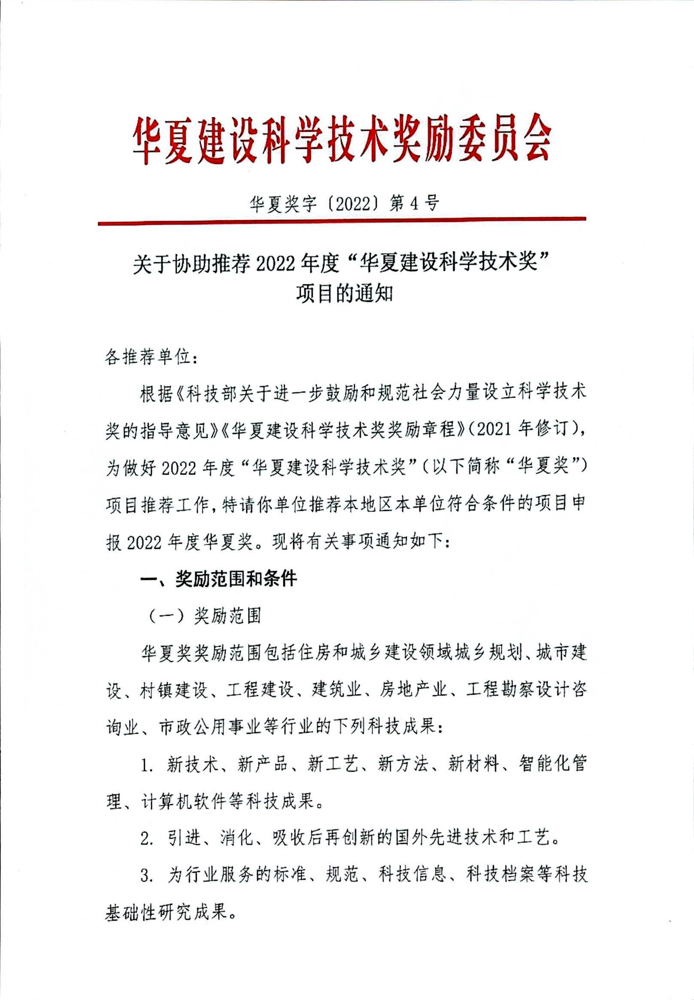 华夏建设科学技术奖励委员会
华夏奖字〔2022〕第 4 号
关于协助推荐 2022 年度“华夏建设科学技术奖”
项目的通知
各推荐单位：
根据《科技部关于进一步鼓励和规范社会力量设立科学技术
奖的指导意见》《华夏建设科学技术奖奖励章程》（2021 年修订），
为做好 2022 年度“华夏建设科学技术奖”（以下简称“华夏奖”）
项目推荐工作，特请你单位推荐本地区本单位符合条件的项目申
报 2022 年度华夏奖。现将有关事项通知如下：
一、奖励范围和条件
（一）奖励范围
华夏奖奖励范围包括住房和城乡建设领域城乡规划、城市建
设、村镇建设、工程建设、建筑业、房地产业、工程勘察设计咨
询业、市政公用事业等行业的下列科技成果：
1. 新技术、新产品、新工艺、新方法、新材料、智能化管
理、计算机软件等科技成果。
2. 引进、消化、吸收后再创新的国外先进技术和工艺。
3. 为行业服务的标准、规范、科技信息、科技档案等科技
基础性研究成果。